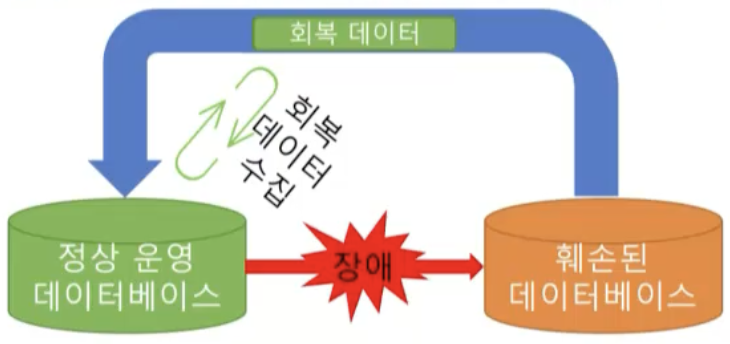 회복 데이터
회복
데이터
수집
정상 운영
데이터베이스
장애
훼손된
데이터베이스